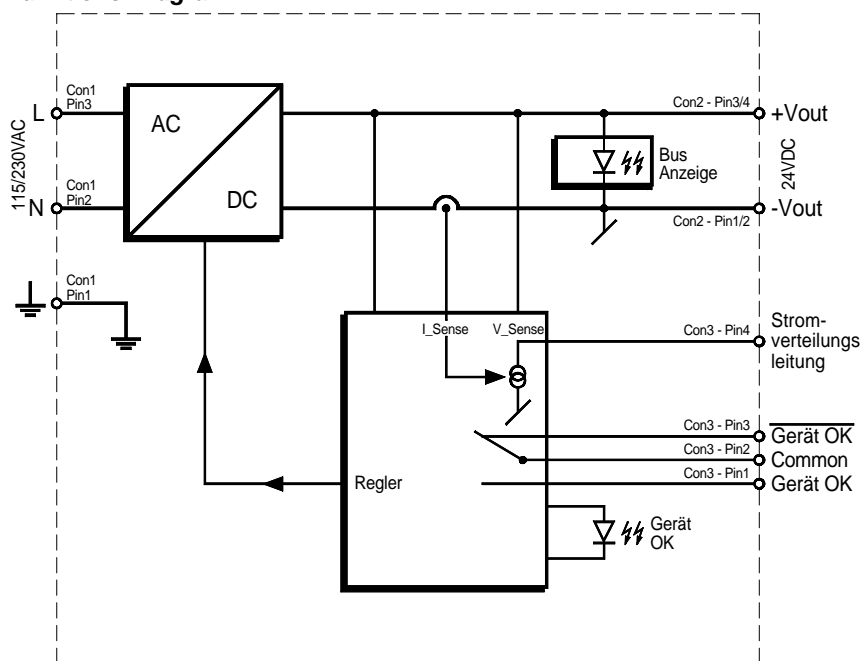 Con1
Pin3
L
AC
DC
115/230VAC
Con1
Pin2
N
Con1
Pin1
Con2 - Pin3/4
+Vout
Bus
Anzeige
24VDC
-Vout
Con2 - Pin1/2
I_Sense
V_Sense
Con3 - Pin4
Strom-
verteilungs
leitung
Con3 - Pin3
Gerät OK
Con3 - Pin2
Common
Con3 - Pin1
Gerät OK
Regler
Gerät
OK